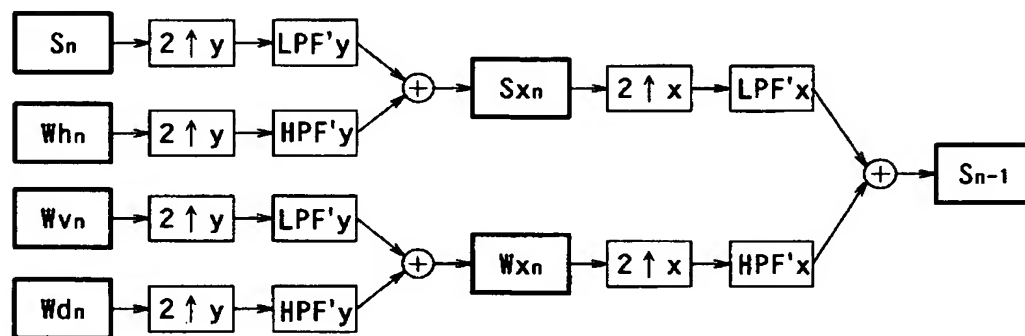 Sn 2 ↑ y LPF'y
Sxn 2 ↑ x LPF'x
Whn 2 ↑ y HPF'y
Sn-1
Wvn 2 ↑ y LPF'y
Wxn 2 ↑ x HPF'x
Wdn 2 ↑ y HPF'y